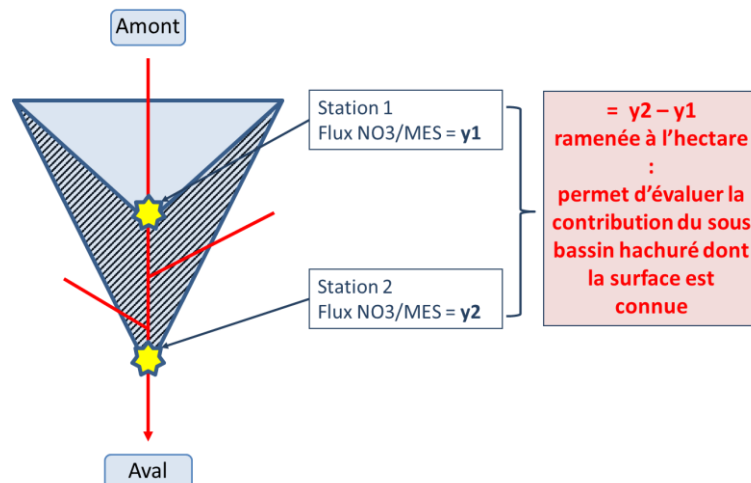 Amont
Station 1
Flux NO3/MES = y1
= y2 – y1
ramenée à l’hectare
:
permet d’évaluer la
contribution du sous
bassin hachuré dont
la surface est
connue
Station 2
Flux NO3/MES = y2
Aval